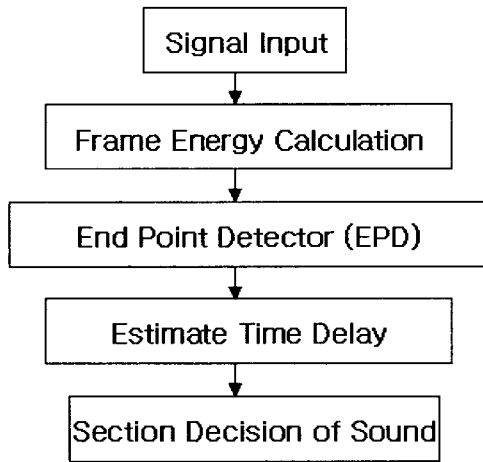 Signal Input
Frame Energy Calculation
End Point Detector (EPD)
Estimate Time Delay
Section Decision of Sound